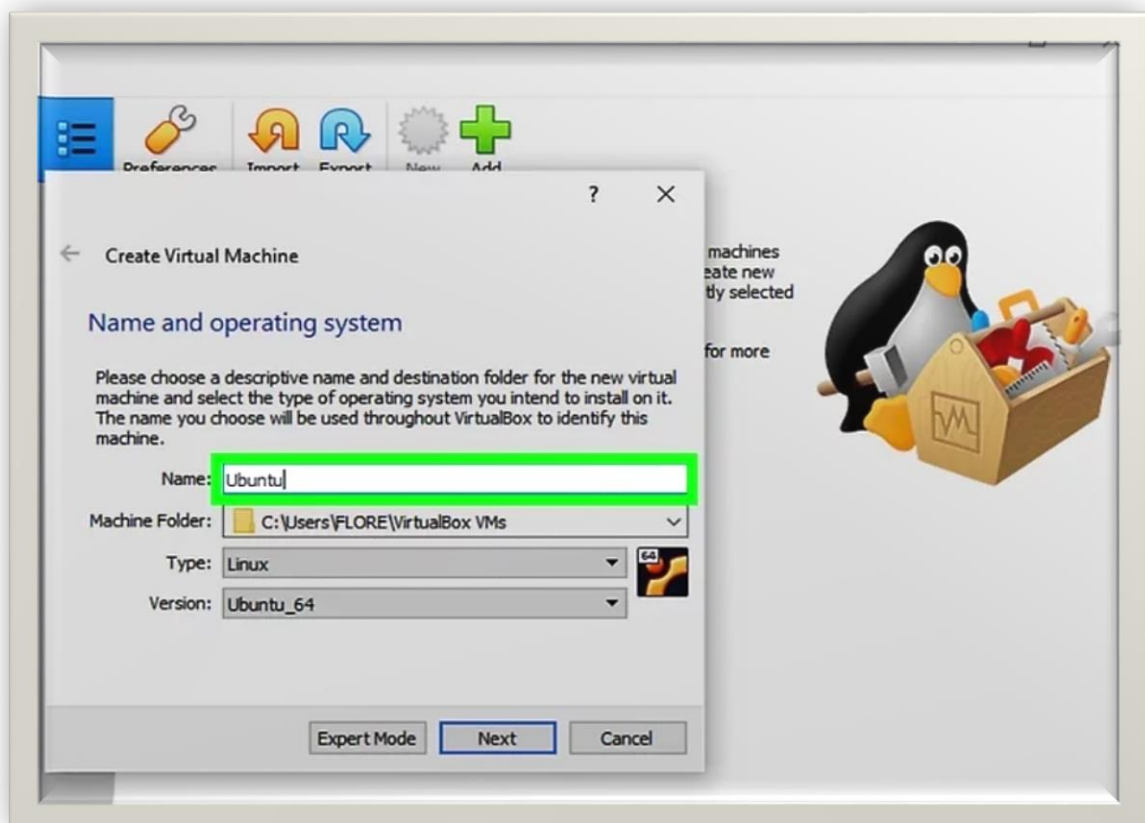 Preferences
Import
Export
New
Add
?
Create Virtual Machine
machines
eate new
tly selected
for more
Name and operating system
Please choose a descriptive name and destination folder for the new virtual
machine and select the type of operating system you intend to install on it.
The name you choose will be used throughout VirtualBox to identify this
machine.
Name: Ubuntu
Machine Folder: C:\Users\FLORE\VirtualBox VMs
Type: Linux
64
Version: Ubuntu_64
Expert Mode
Next
Cancel